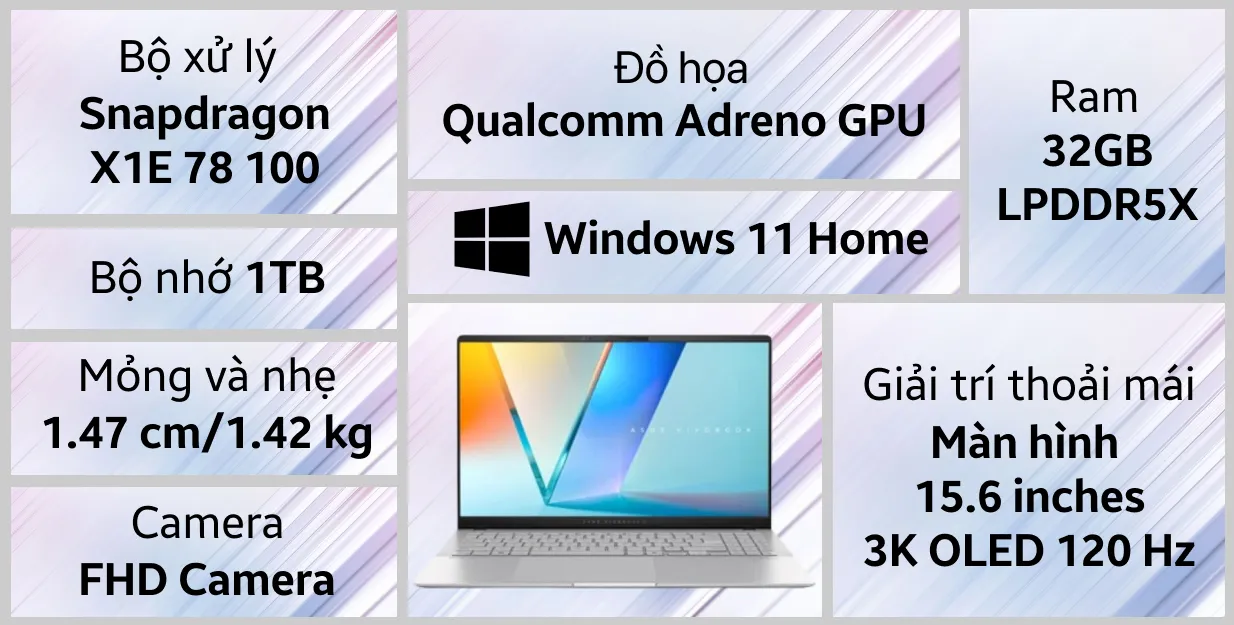 Bộ xử lý
Snapdragon
X1E 78 100
Đồ họa
Qualcomm Adreno GPU
Ram
32GB
LPDDR5X
Windows 11 Home
Bộ nhớ 1TB
Mỏng và nhẹ
1.47 cm/1.42 kg
Camera
FHD Camera
ASUS VIVOBOOK
Giải trí thoải mái
Màn hình
15.6 inches
3K OLED 120 Hz